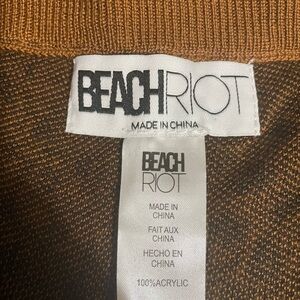 BEACHRIOT
MADE IN CHINA
BEACH
RIOT
MADE IN
CHINA
FAIT AUX
CHINA
HECHO EN
CHINA
100%ACRYLIC